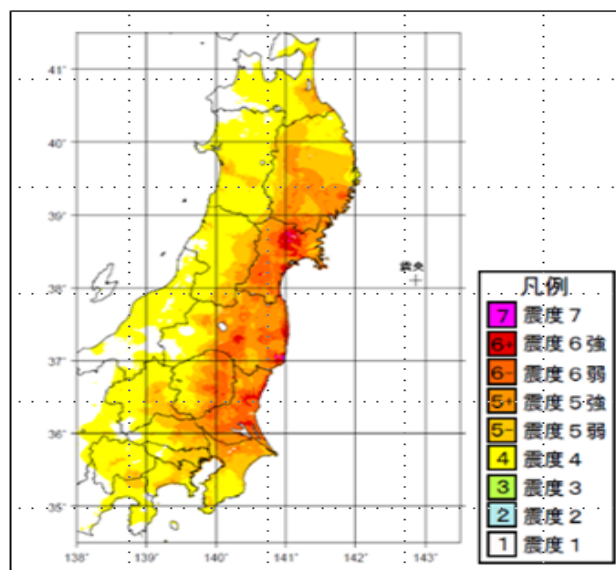 41°
40°
39°
38°
37°
36°
35°
138°
139°
140°
141°
142°
143°
震央
凡例
7 震度7
6+ 震度6強
6- 震度6弱
5+ 震度5強
5- 震度5弱
4 震度4
3 震度3
2 震度2
1 震度1